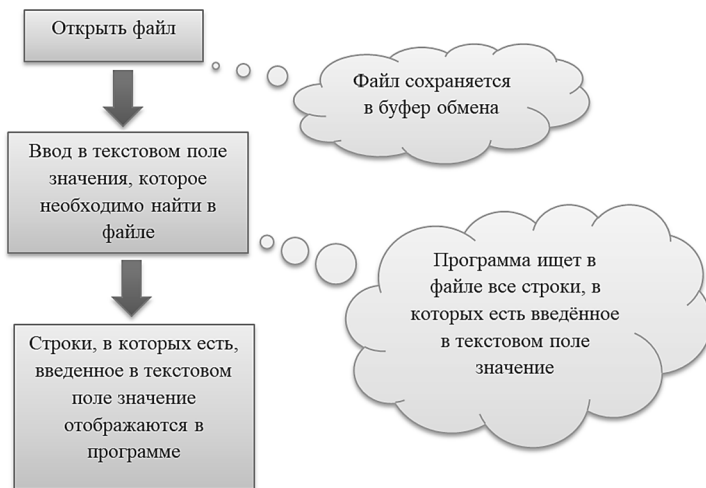 Открыть файл
Файл сохраняется
в буфер обмена
Ввод в текстовом поле
значения, которое
необходимо найти в
файле
Программа ищет в
файле все строки, в
которых есть введённое
в текстовом поле
значение
Строки, в которых есть,
введенное в текстовом
поле значение
отображаются в
программе